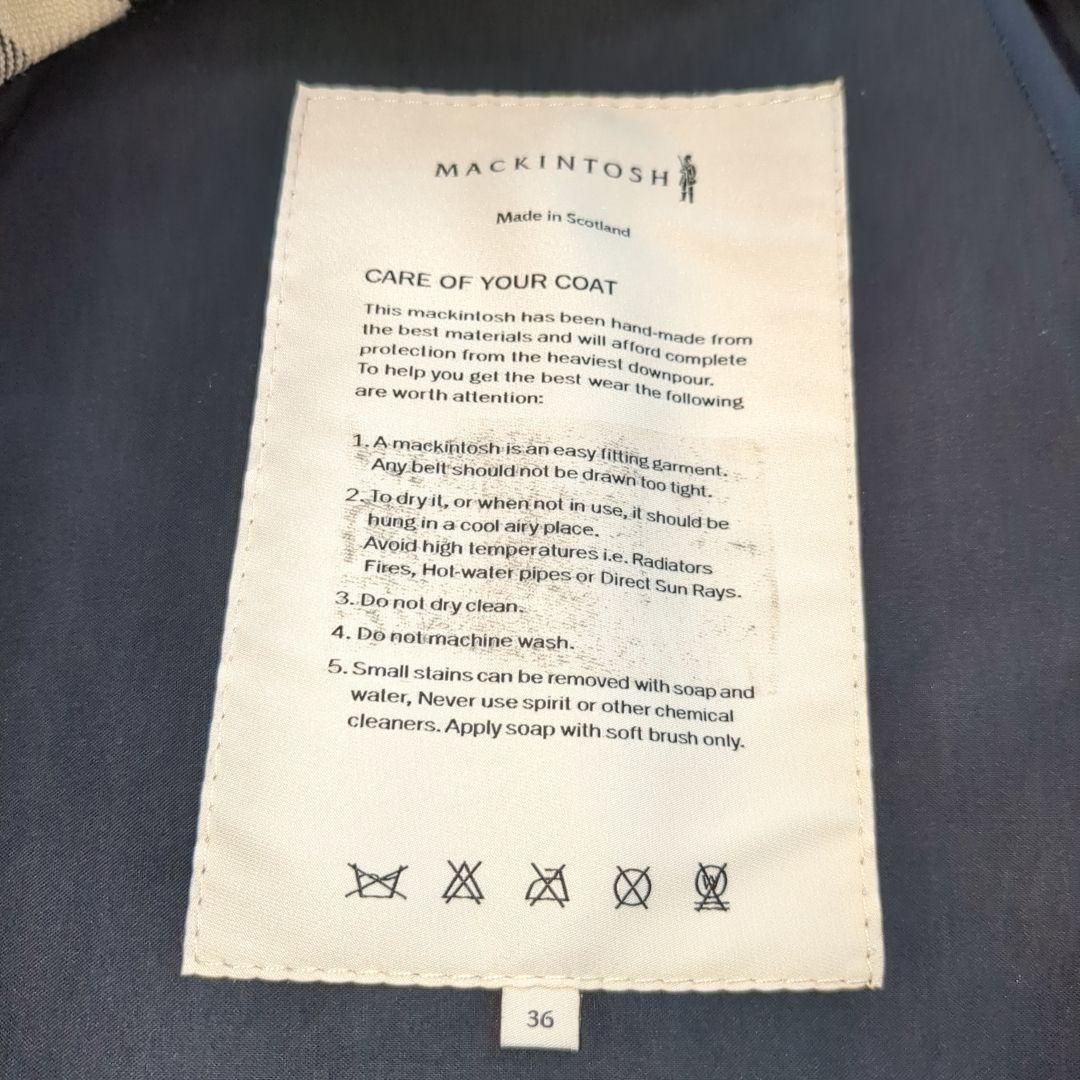 MACKINTOSH
Made in Scotland
CARE OF YOUR COAT
This mackintosh has been hand-made from
the best materials and will afford complete
protection from the heaviest downpour.
To help you get the best wear the following
are worth attention:
1. A mackintosh is an easy fitting garment.
Any belt should not be drawn too tight.
2. To dry it, or when not in use, it should be
hung in a cool airy place.
Avoid high temperatures i.e. Radiators
Fires, Hot-water pipes or Direct Sun Rays.
3. Do not dry clean.
4. Do not machine wash.
5. Small stains can be removed with soap and
water, Never use spirit or other chemical
cleaners. Apply soap with soft brush only.
W
36